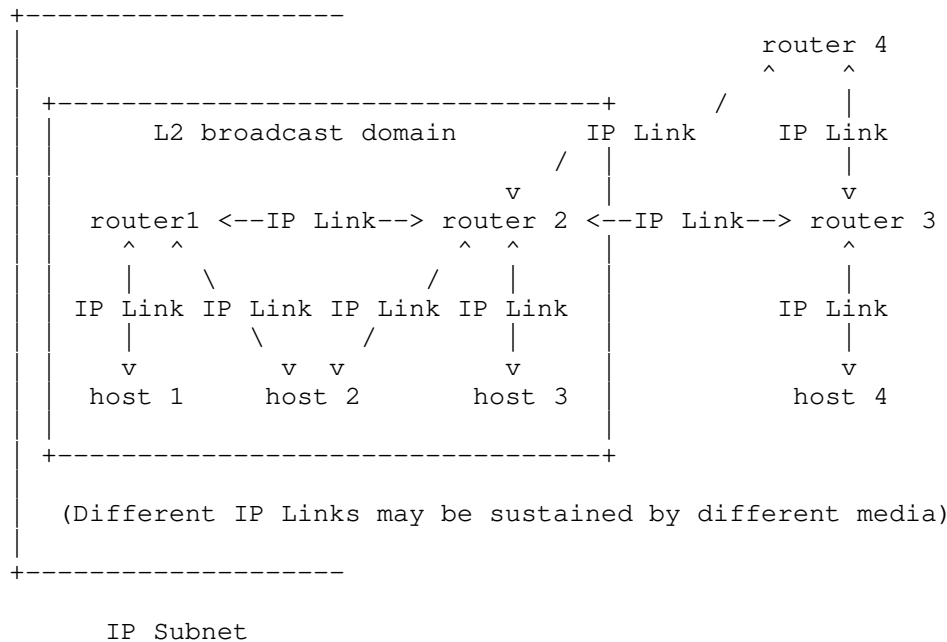 router 4
L2 broadcast domain IP Link IP Link
router1 <--IP Link--> router 2 <--IP Link--> router 3
IP Link IP Link IP Link IP Link IP Link
host 1 host 2 host 3 host 4
(Different IP Links may be sustained by different media)
IP Subnet